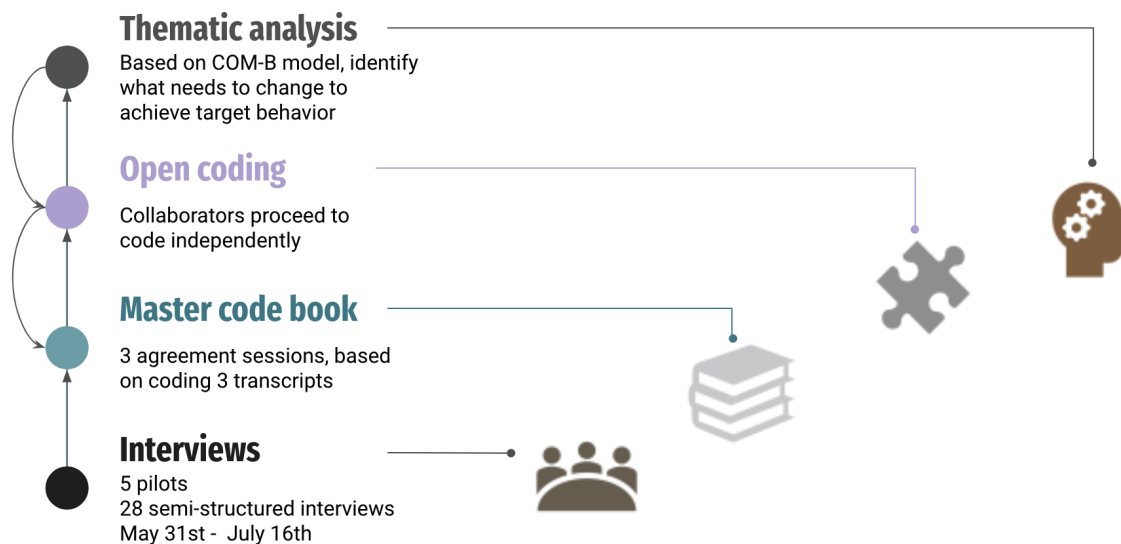 Thematic analysis
Based on COM-B model, identify
what needs to change to
achieve target behavior
Open coding
Collaborators proceed to
code independently
Master code book
3 agreement sessions, based
on coding 3 transcripts
Interviews
5 pilots
28 semi-structured interviews
May 31st - July 16th